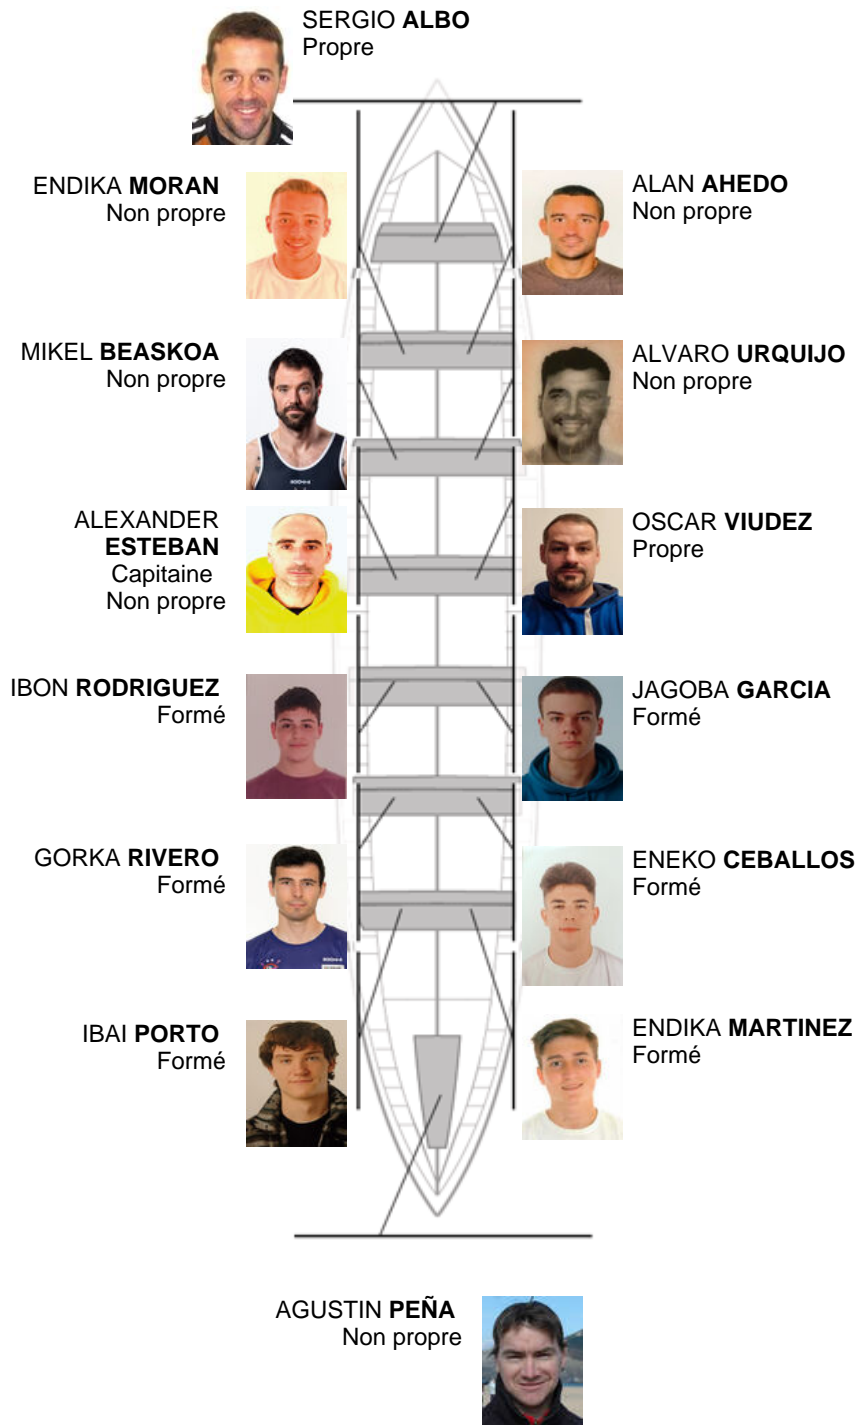 SERGIO ALBO
Propre
ENDIKA MORAN
Non propre
ALAN AHEDO
Non propre
MIKEL BEASKOA
Non propre
ALVARO URQUIJO
Non propre
ALEXANDER
ESTEBAN
Capitaine
Non propre
OSCAR VIUDEZ
Propre
IBON RODRIGUEZ
Formé
JAGOBA GARCIA
Formé
GORKA RIVERO
Formé
ENEKO CEBALLOS
Formé
IBAI PORTO
Formé
ENDIKA MARTINEZ
Formé
AGUSTIN PEÑA
Non propre